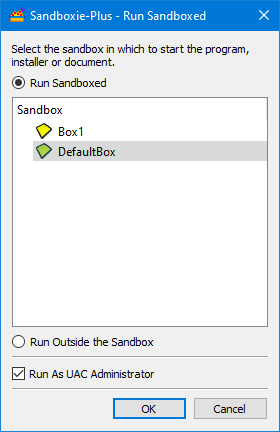 Sandboxie-Plus - Run Sandboxed
Select the sandbox in which to start the program,
installer or document.
Run Sandboxed
Sandbox
Box1
DefaultBox
Run Outside the Sandbox
Run As UAC Administrator
OK
Cancel